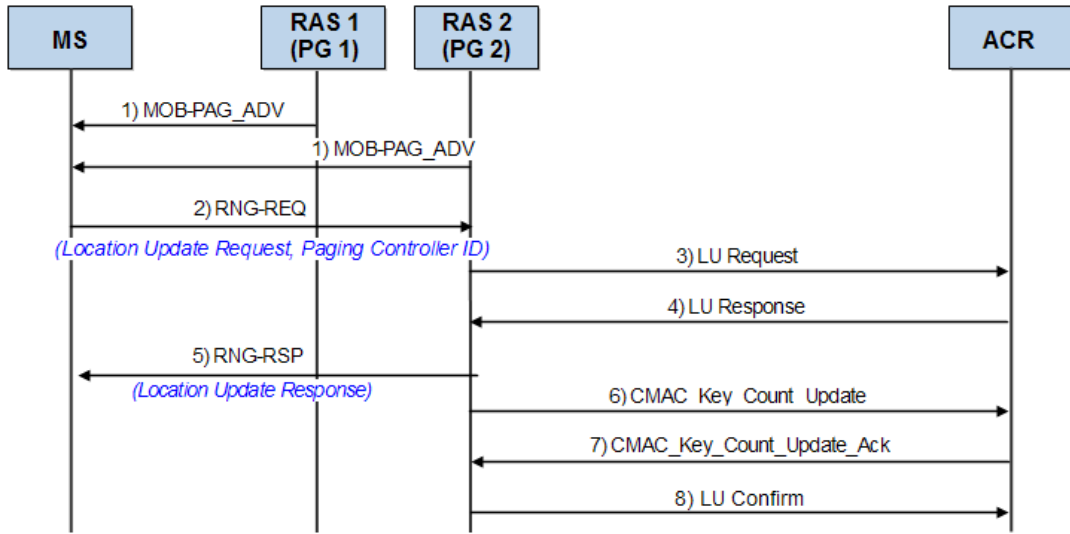 MS
RAS 1
(PG 1)
RAS 2
(PG 2)
ACR
1) MOB-PAG_ADV
1) MOB-PAG_ADV
2) RNG-REQ
(Location Update Request, Paging Controller ID)
3) LU Request
4) LU Response
5) RNG-RSP
(Location Update Response)
6) CMAC_Key_Count_Update
7) CMAC_Key_Count_Update_Ack
8) LU Confirm